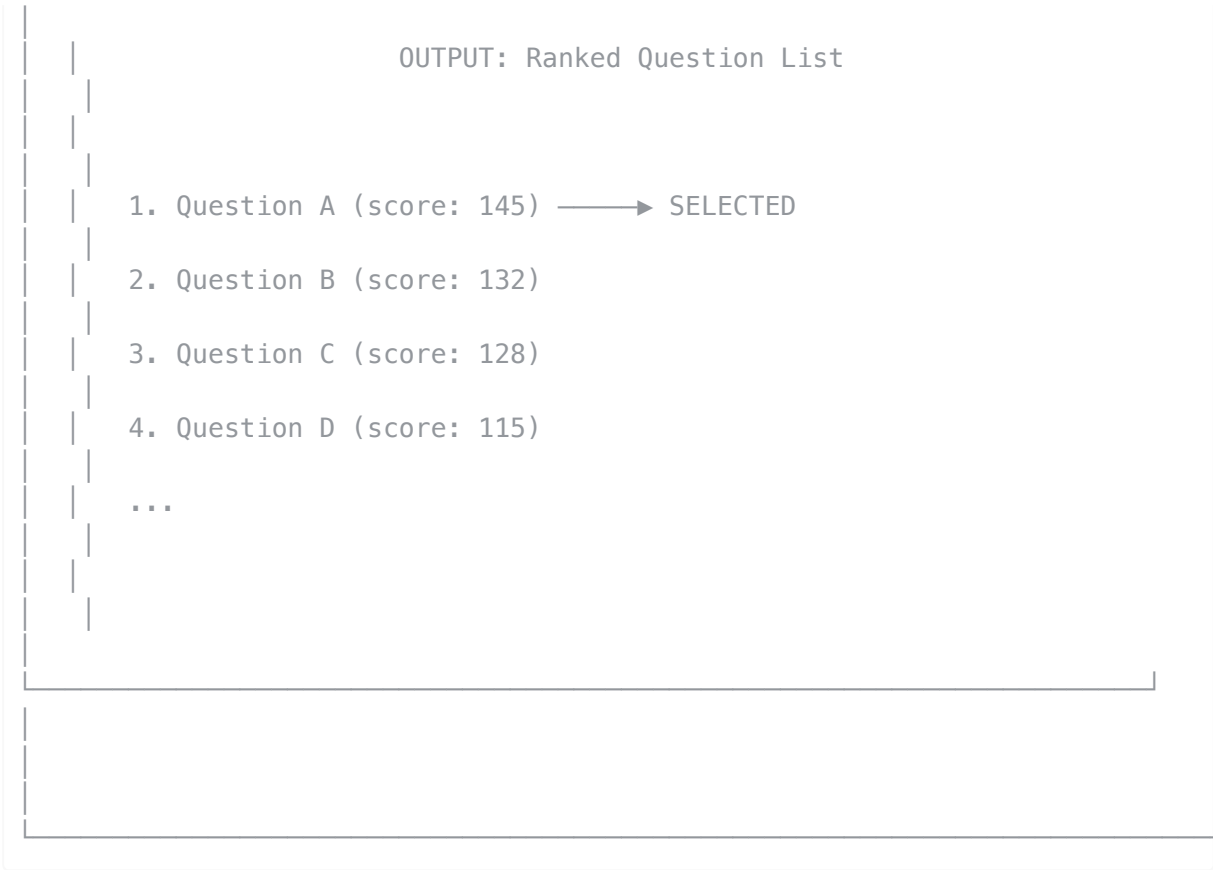 OUTPUT: Ranked Question List
1. Question A (score: 145) ────▶ SELECTED
2. Question B (score: 132)
3. Question C (score: 128)
4. Question D (score: 115)
...